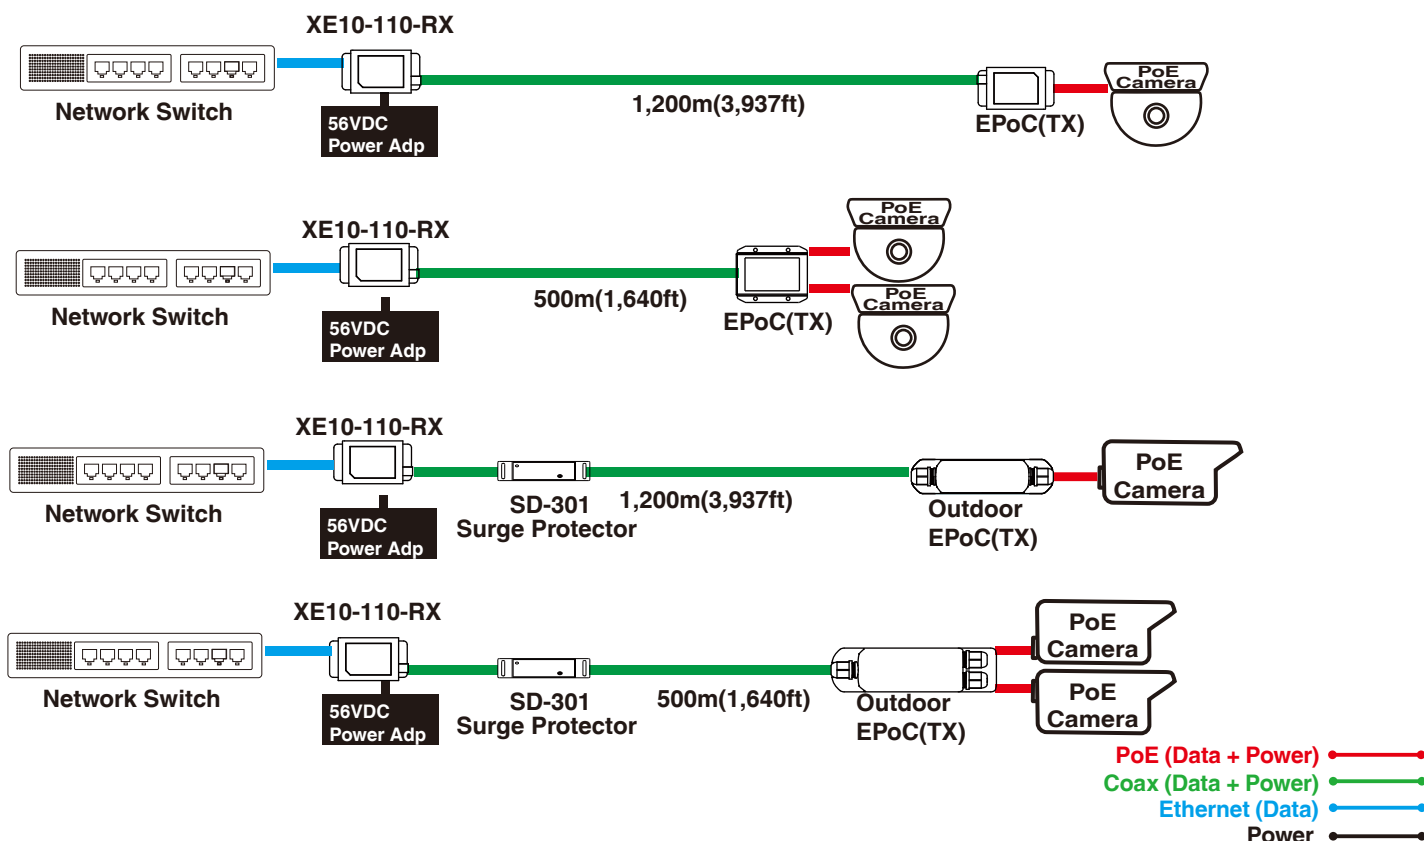 XE10-110-RX
PoE
Camera
1,200m(3,937ft)
Network Switch
56VDC
Power Adp
EPoC(TX)
XE10-110-RX
PoE
Camera
PoE
Camera
500m(1,640ft)
Network Switch
56VDC
Power Adp
EPoC(TX)
XE10-110-RX
PoE
Camera
SD-301
Surge Protector
1,200m(3,937ft)
Network Switch
56VDC
Power Adp
Outdoor
EPoC(TX)
XE10-110-RX
PoE
Camera
PoE
Camera
Network Switch
56VDC
Power Adp
SD-301
Surge Protector
500m(1,640ft)
Outdoor
EPoC(TX)
PoE (Data + Power)
Coax (Data + Power)
Ethernet (Data)
Power